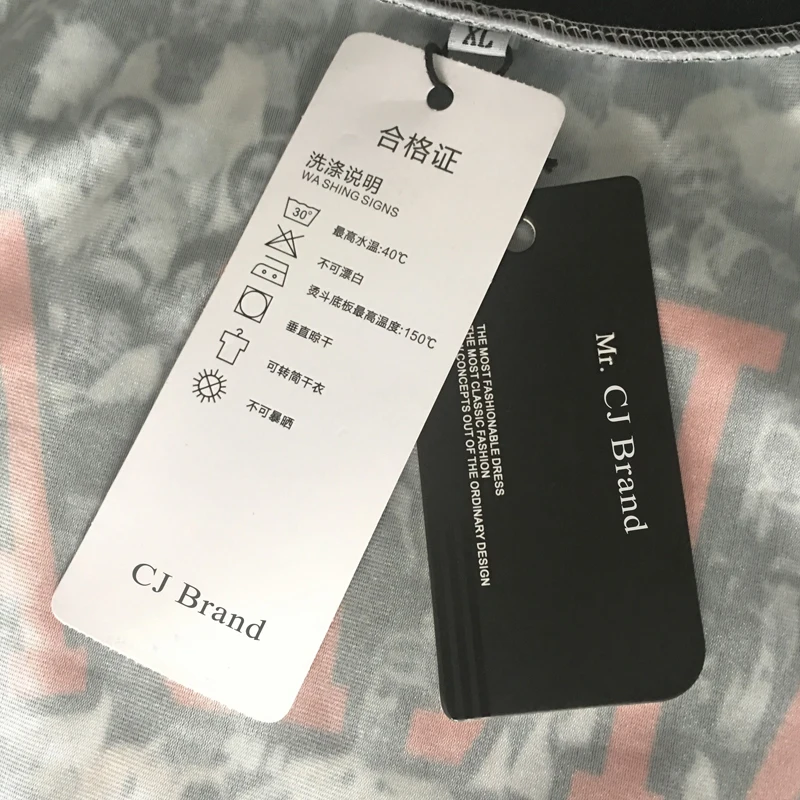 XL
合格证
洗涤说明
WASHING SIGNS
30°
最高水温:40℃
不可漂白
烫斗底板最高温度:150℃
垂直晾干
可转筒干衣
不可暴晒
CJ Brand
Mr. CJ Brand
THE MOST FASHIONABLE DRESS
THE MOST CLASSIC FASHION
CONCEPTS OUT OF THE ORDINARY DESIGN